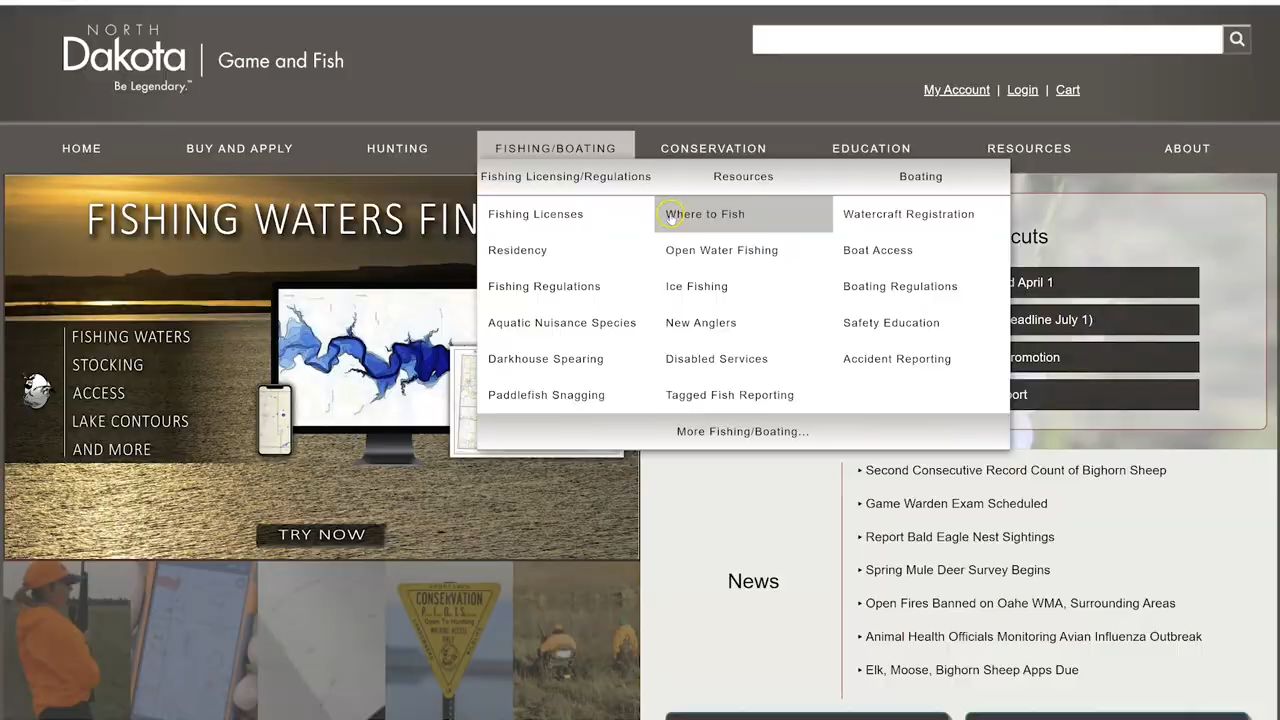 NORTH
Dakota
Be Legendary.™
Game and Fish
My Account | Login | Cart
HOME
BUY AND APPLY
HUNTING
FISHING/BOATING
CONSERVATION
EDUCATION
RESOURCES
ABOUT
Fishing Licensing/Regulations
Resources
Boating
Fishing Licenses
Where to Fish
Watercraft Registration
Residency
Open Water Fishing
Boat Access
Fishing Regulations
Ice Fishing
Boating Regulations
Aquatic Nuisance Species
New Anglers
Safety Education
Darkhouse Spearing
Disabled Services
Accident Reporting
Paddlefish Snagging
Tagged Fish Reporting
More Fishing/Boating...
FISHING WATERS FIN
FISHING WATERS
STOCKING
ACCESS
LAKE CONTOURS
AND MORE
TRY NOW
cuts
d April 1
eadline July 1)
romotion
ort
CONSERVATION
News
Second Consecutive Record Count of Bighorn Sheep
Game Warden Exam Scheduled
Report Bald Eagle Nest Sightings
Spring Mule Deer Survey Begins
Open Fires Banned on Oahe WMA, Surrounding Areas
Animal Health Officials Monitoring Avian Influenza Outbreak
Elk, Moose, Bighorn Sheep Apps Due